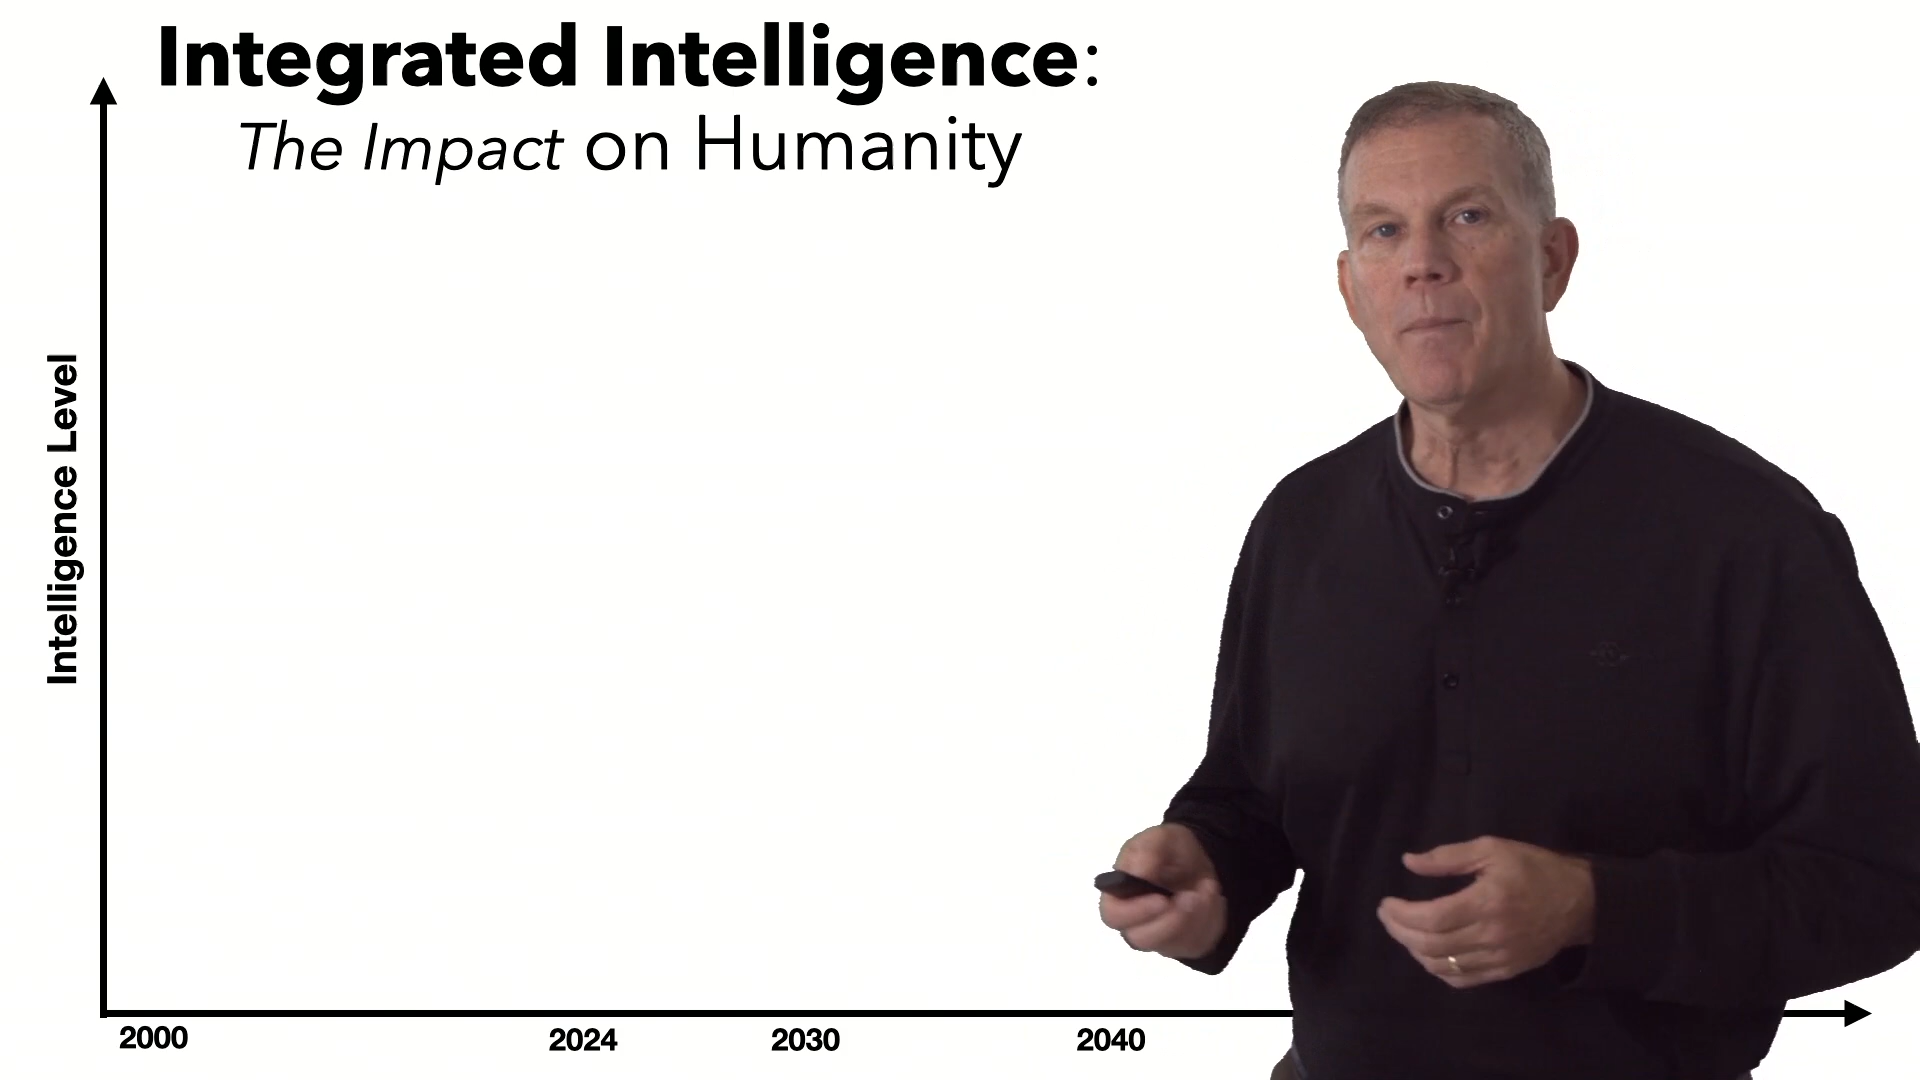 Integrated Intelligence:
The Impact on Humanity
Intelligence Level
2000
2024
2030
2040